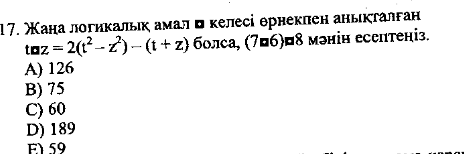 17. Жаңа логикалық амал ◘ келесі өрнекпен анықталған
t◘z = 2(t² – z²) – (t + z) болса, (7◘6)◘8 мәнін есептеңіз.
A) 126
B) 75
C) 60
D) 189
E) 59